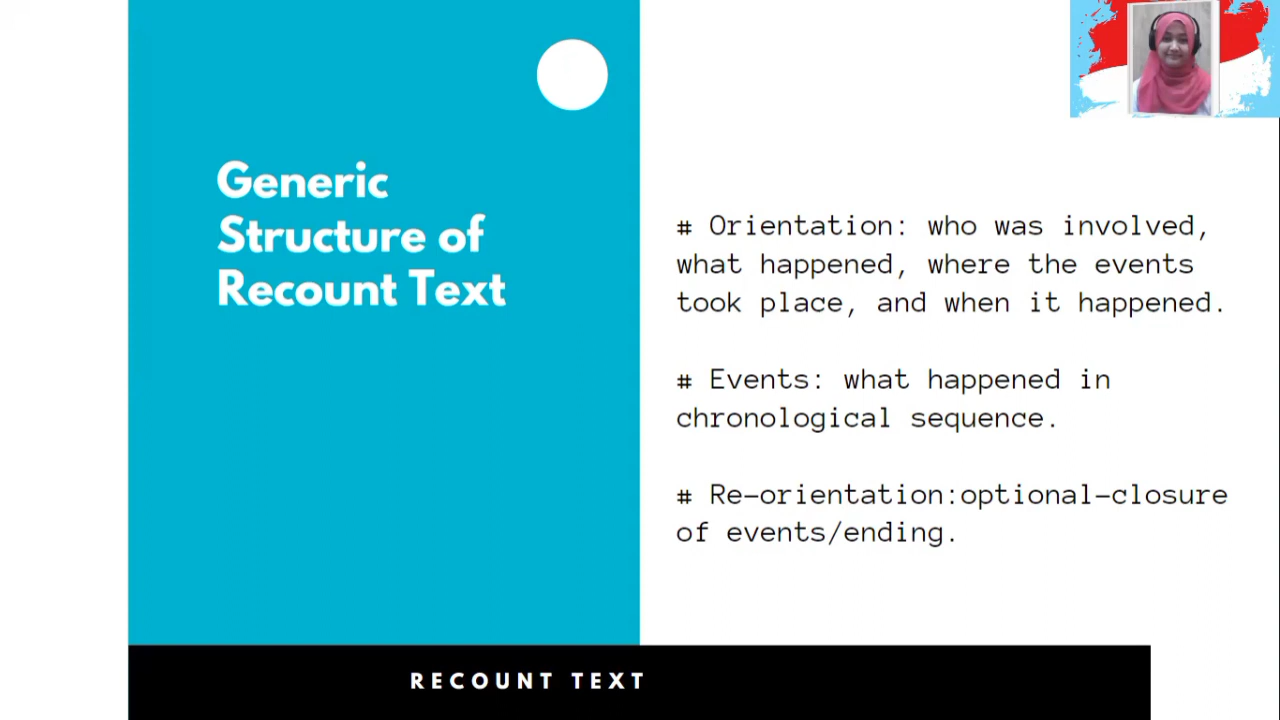 Generic
Structure of
Recount Text
# Orientation: who was involved,
what happened, where the events
took place, and when it happened.
# Events: what happened in
chronological sequence.
# Re-orientation:optional-closure
of events/ending.
RECOUNT TEXT